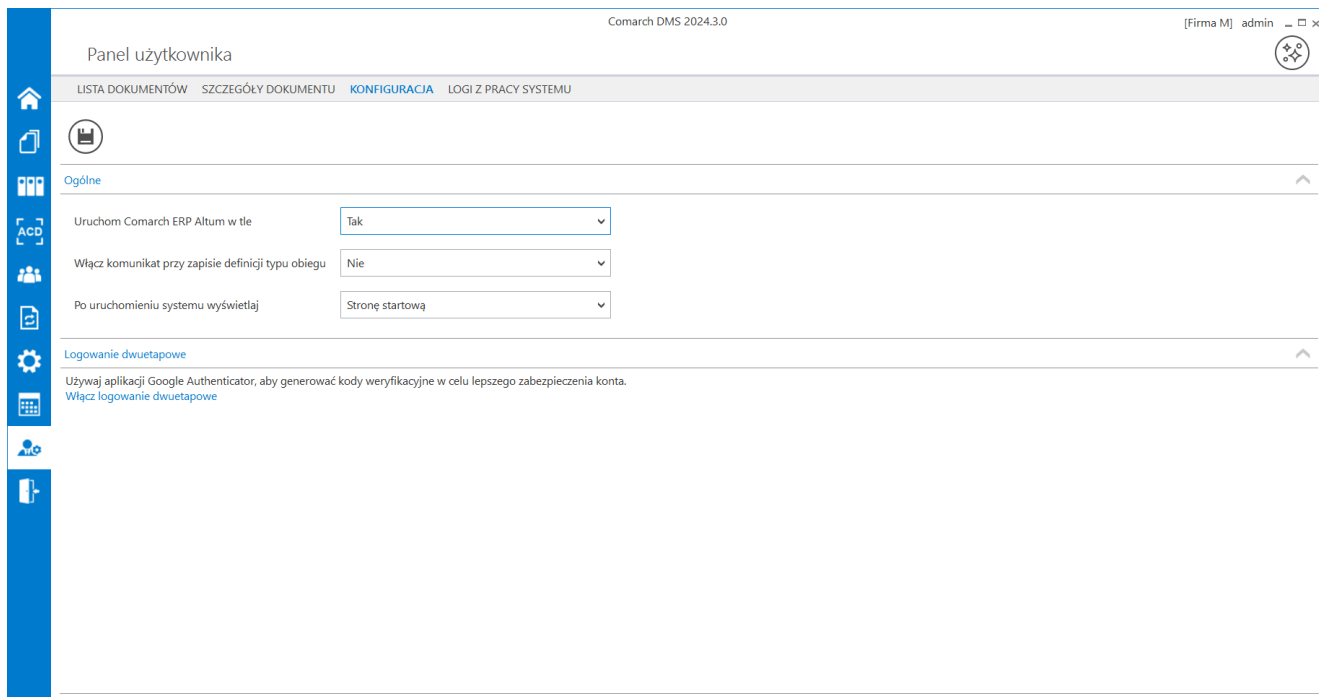 Comarch DMS 2024.3.0
[Firma M] admin
Panel użytkownika
LISTA DOKUMENTÓW SZCZEGÓŁY DOKUMENTU KONFIGURACJA LOGI Z PRACY SYSTEMU
Ogólne
Uruchom Comarch ERP Altum w tle Tak
ACD
Włącz komunikat przy zapisie definicji typu obiegu Nie
Po uruchomieniu systemu wyświetlaj Stronę startową
Logowanie dwuetapowe
Używaj aplikacji Google Authenticator, aby generować kody weryfikacyjne w celu lepszego zabezpieczenia konta.
Włącz logowanie dwuetapowe